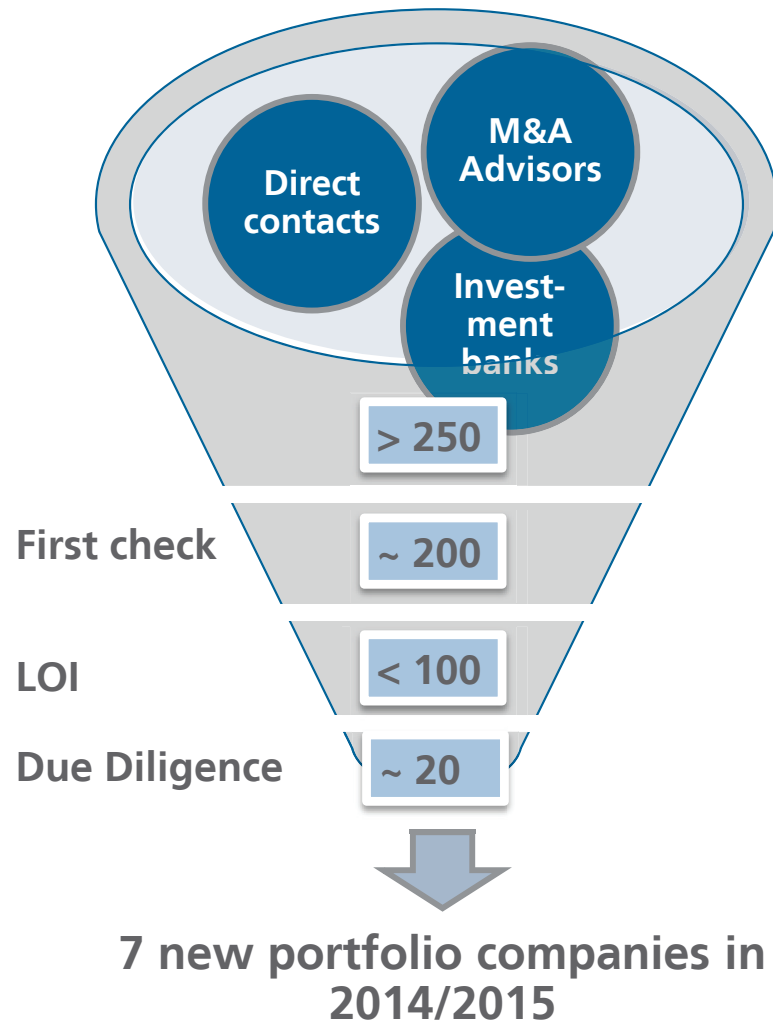 Direct
contacts
M&A
Advisors
Invest-
ment
banks
> 250
First check
~ 200
LOI
< 100
Due Diligence
~ 20
7 new portfolio companies in
2014/2015